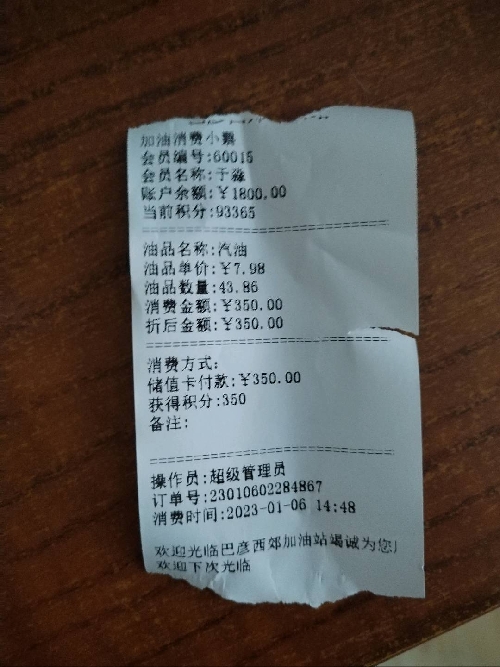 加油消费小票
会员编号:60015
会员名称:于淼
账户余额:￥1800.00
当前积分:93365
油品名称:汽油
油品单价:￥7.98
油品数量:43.86
消费金额:￥350.00
折后金额:￥350.00
消费方式:
储值卡付款:￥350.00
获得积分:350
备注:
操作员:超级管理员
订单号:23010602284867
消费时间:2023-01-06 14:48
欢迎光临巴彦西郊加油站竭诚为您
欢迎下次光临